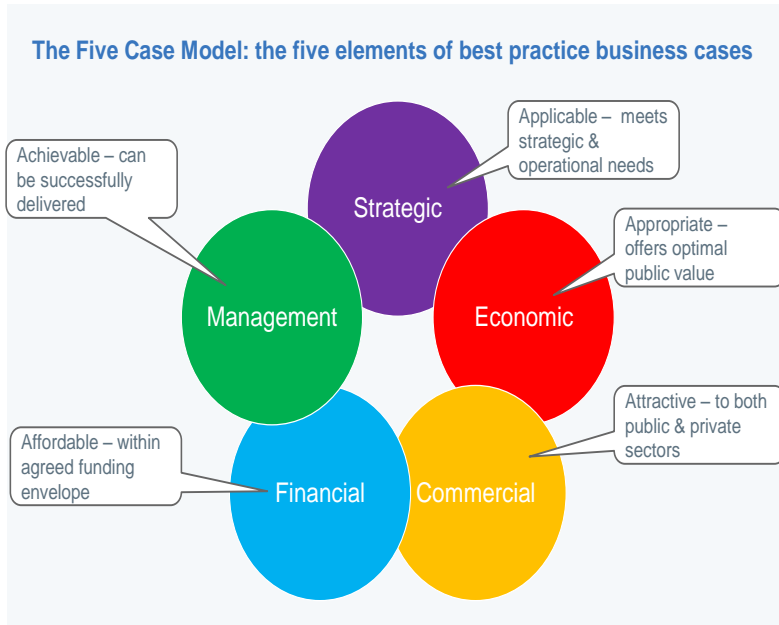 The Five Case Model: the five elements of best practice business cases
Applicable –  meets
strategic &
operational needs
Achievable – can
be successfully
delivered
Strategic
Appropriate –
offers optimal
public value
Management
Economic
Attractive – to both
public & private
sectors
Affordable – within
agreed funding
envelope
Financial
Commercial